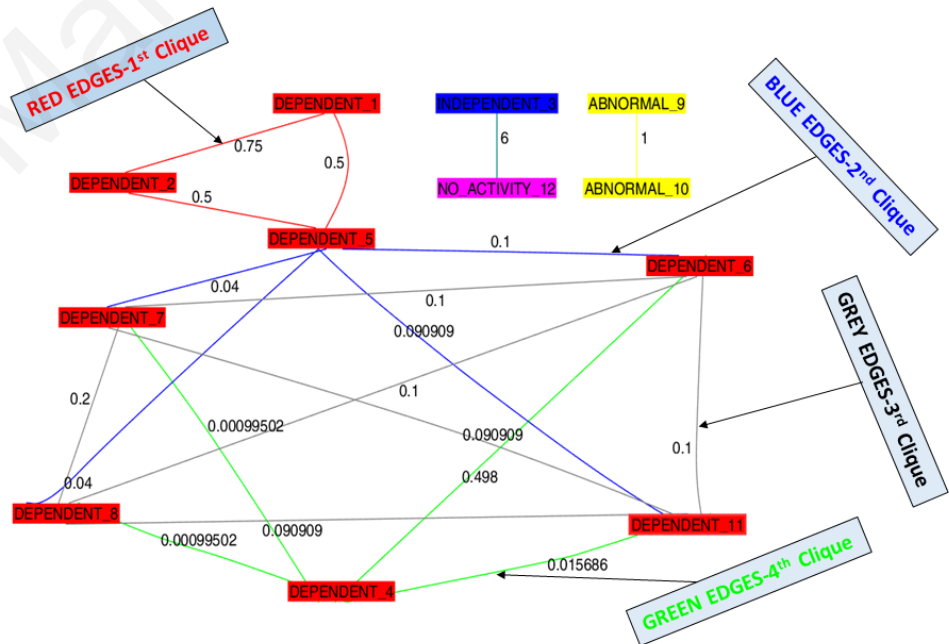 RED EDGES-1st Clique
DEPENDENT_1
INDEPENDENT_3
ABNORMAL_9
0.75
0.5
6
1
DEPENDENT_2
NO_ACTIVITY_12
ABNORMAL_10
0.5
BLUE EDGES-2nd Clique
DEPENDENT_5
0.1
DEPENDENT_6
0.04
0.1
DEPENDENT_7
0.090909
0.2
0.1
GREY EDGES-3rd Clique
0.00099502
0.090909
0.1
0.498
0.04
DEPENDENT_8
DEPENDENT_11
0.090909
0.00099502
0.015686
DEPENDENT_4
GREEN EDGES-4th Clique